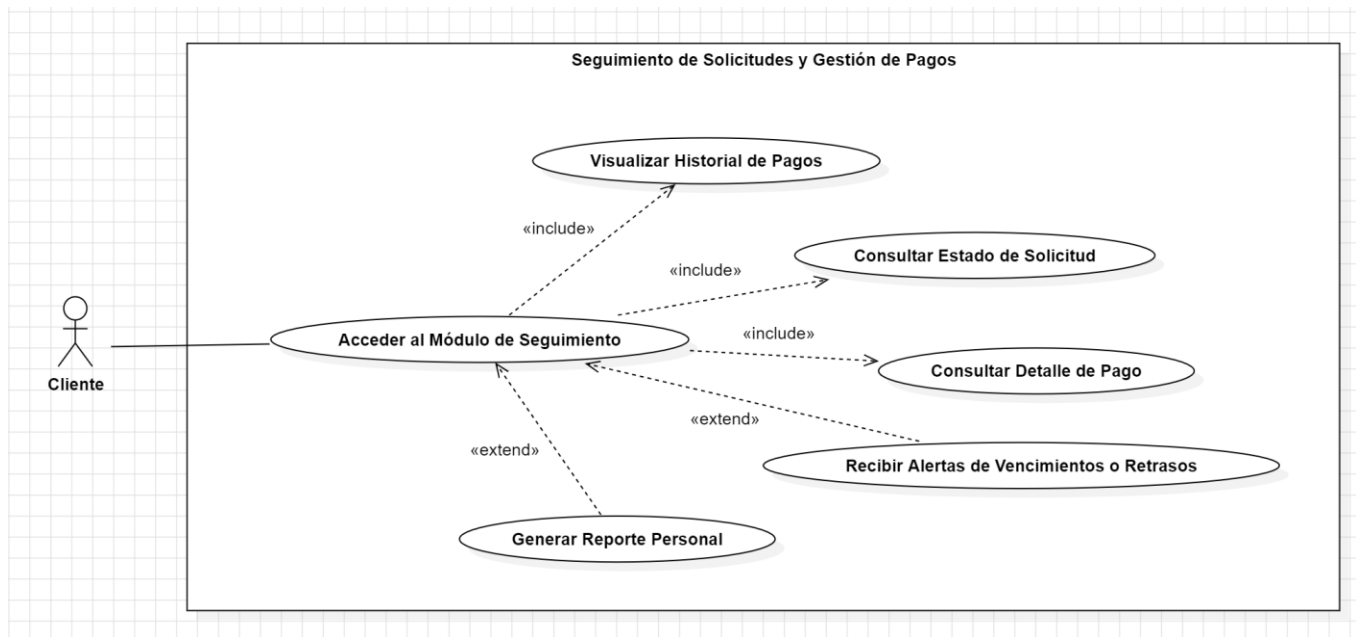 Seguimiento de Solicitudes y Gestión de Pagos
Visualizar Historial de Pagos
«include»
Consultar Estado de Solicitud
«include»
Acceder al Módulo de Seguimiento
«include»
Consultar Detalle de Pago
Cliente
«extend»
Recibir Alertas de Vencimientos o Retrasos
«extend»
Generar Reporte Personal